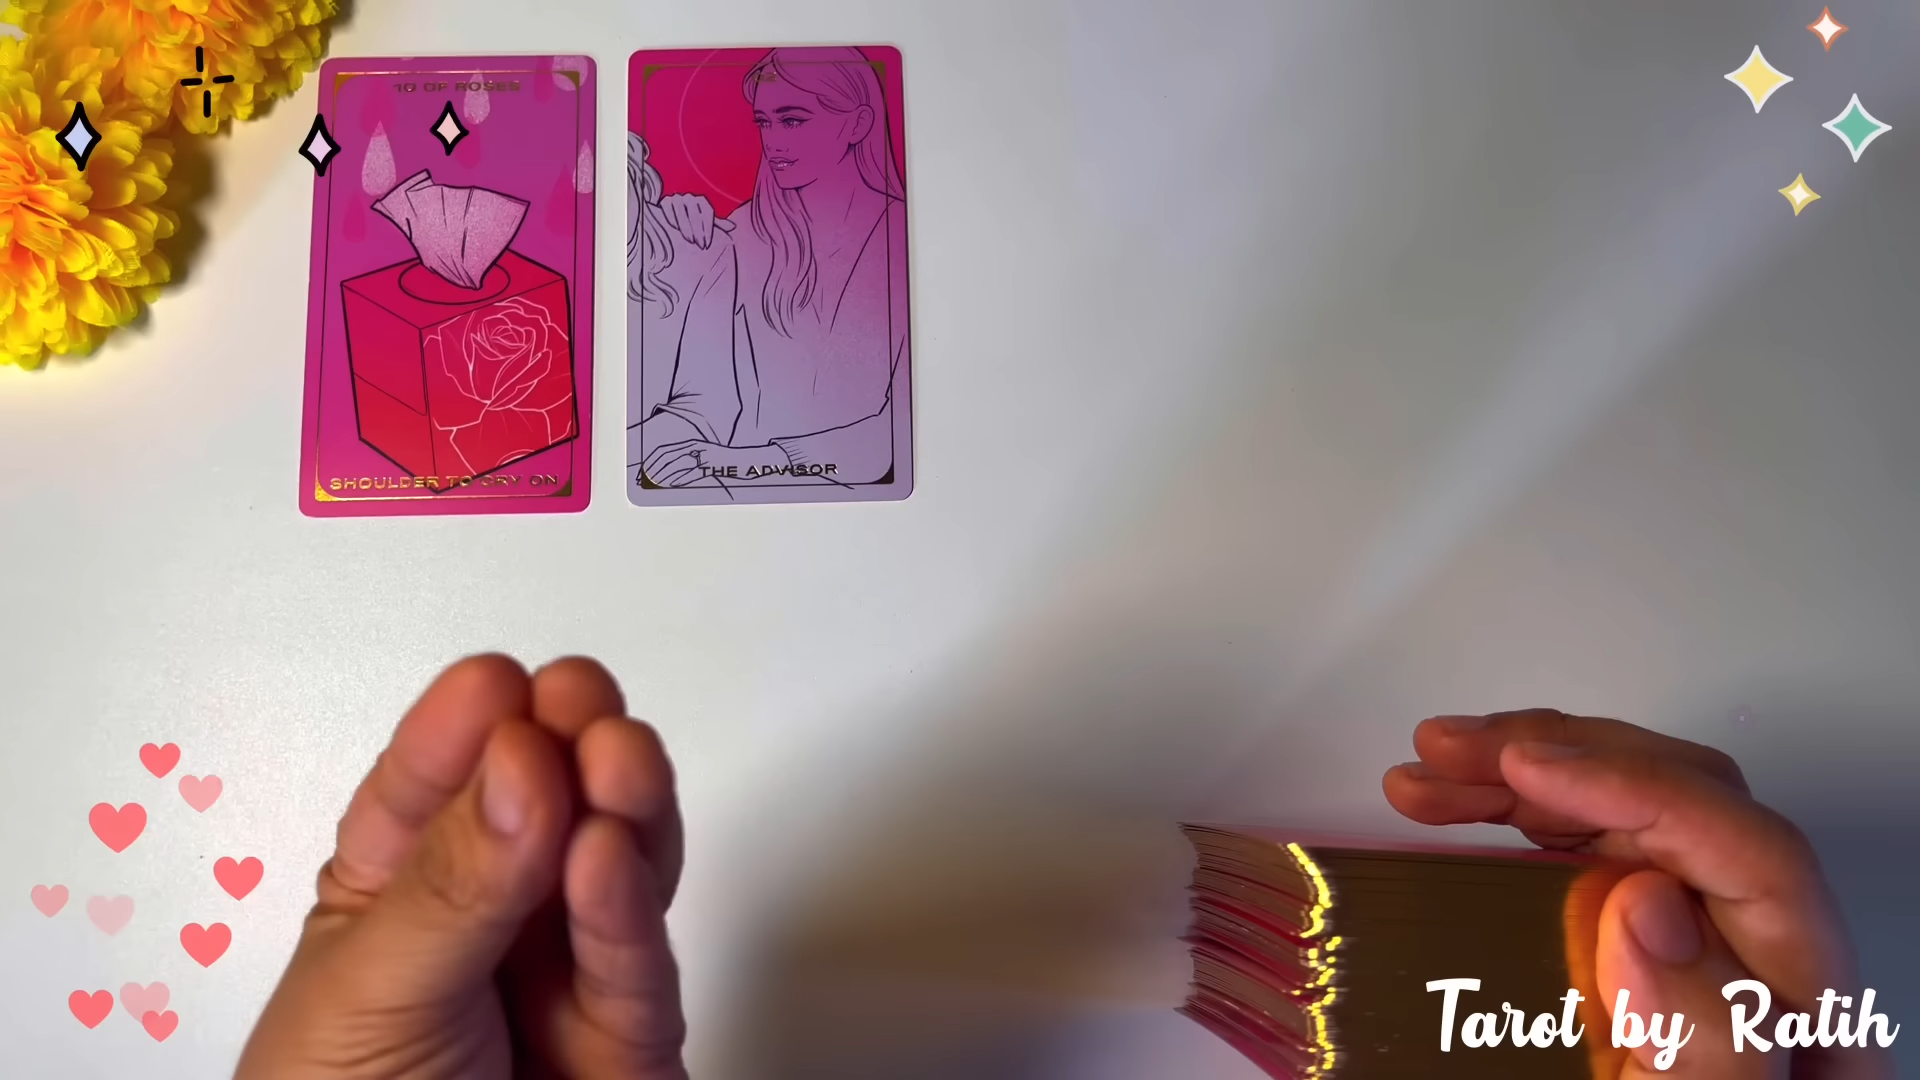 10 OF ROSES
SHOULDER TO CRY ON
THE ADVISOR
Tarot by Ratih